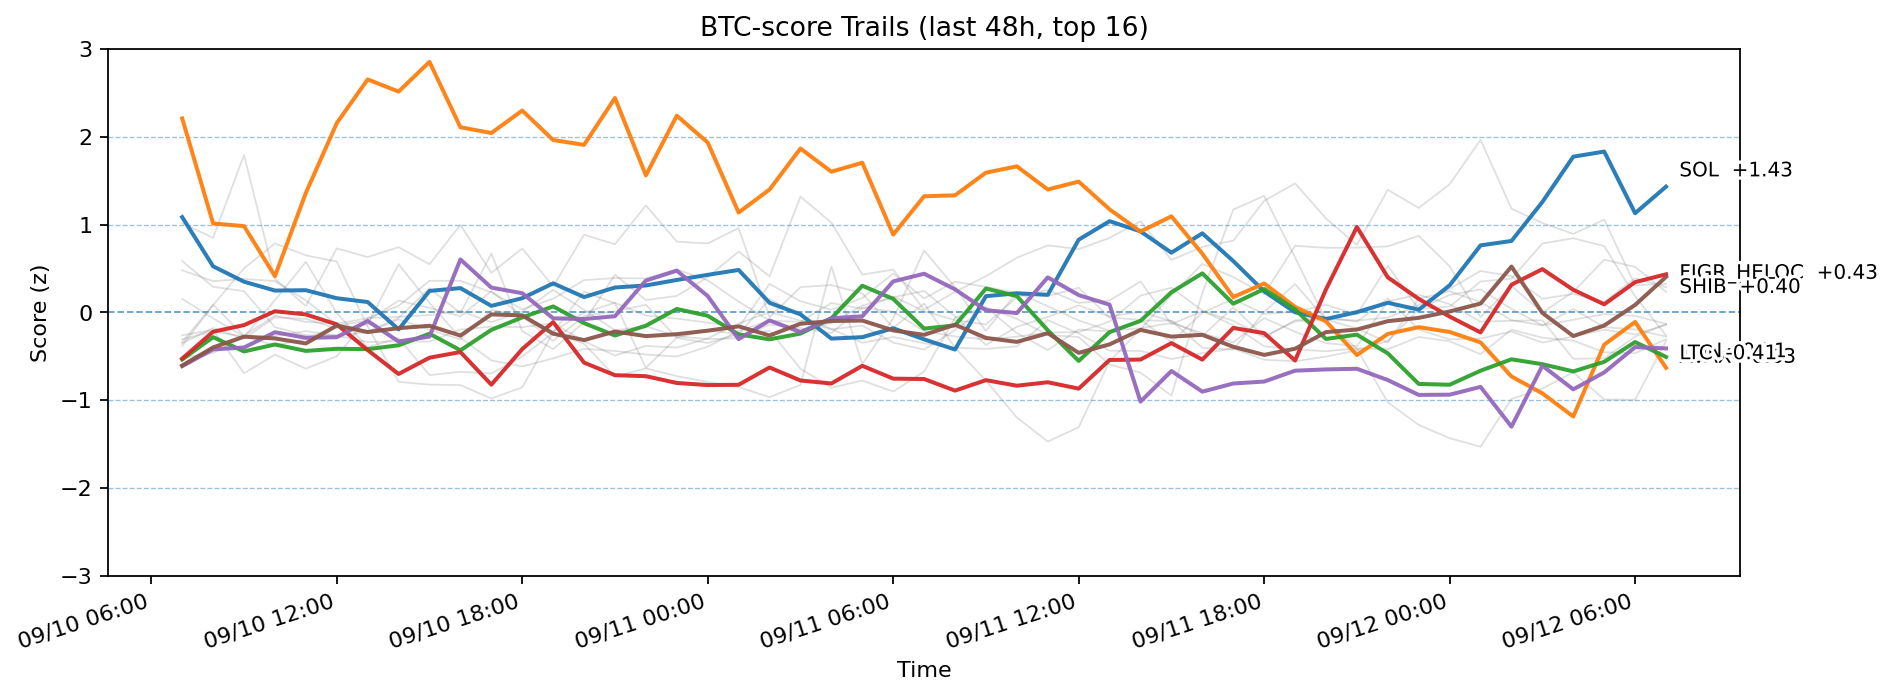 BTC-score Trails (last 48h, top 16)
3
2
1
0
−1
−2
−3
Score (z)
SOL +1.43
FIGR_HELOC +0.43
SHIB +0.40
LTC
09/10 06:00
09/10 12:00
09/10 18:00
09/11 00:00
09/11 06:00
09/11 12:00
09/11 18:00
09/12 00:00
09/12 06:00
Time